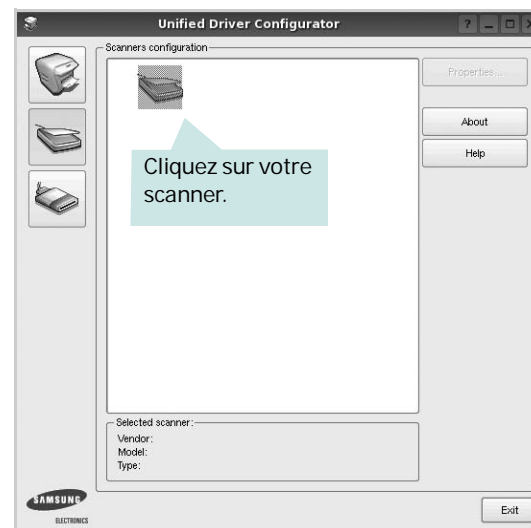 Unified Driver Configurator
Scanners configuration
Properties...
About
Help
Cliquez sur votre
scanner.
Selected scanner:
Vendor:
Model:
Type:
SAMSUNG
ELECTRONICS
Exit